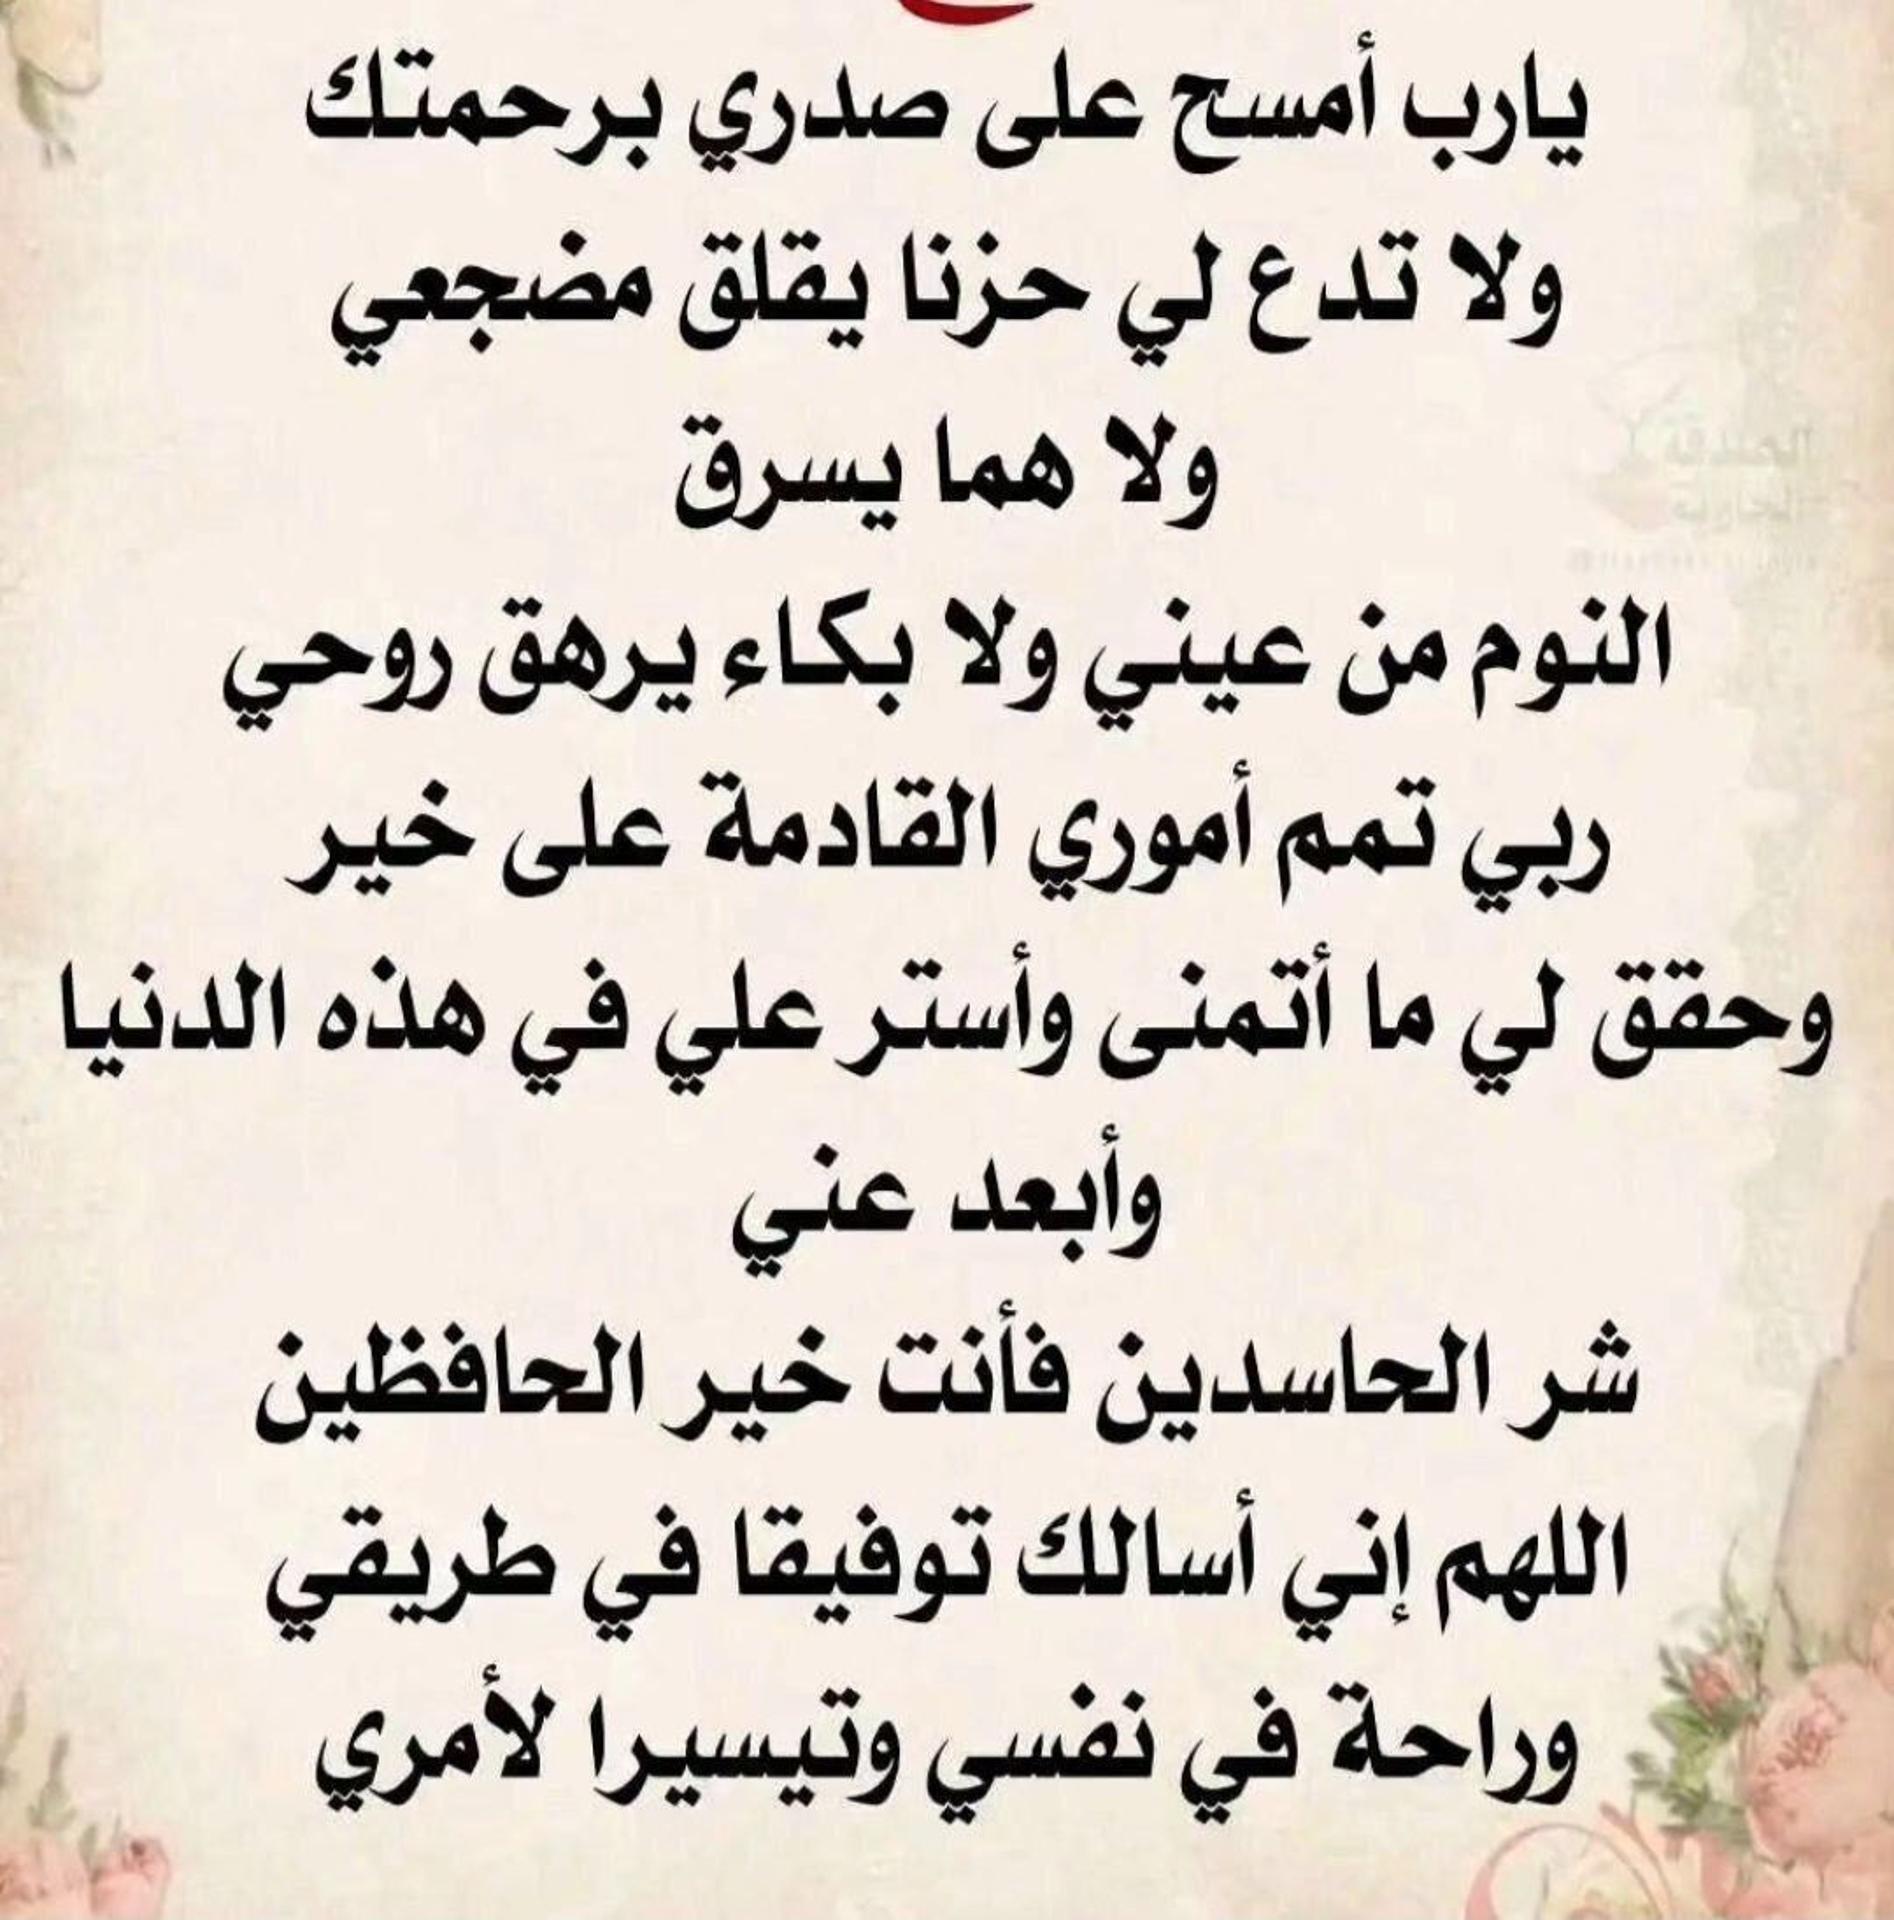 يارب أمسح على صدري برحمتك
ولا تدع لي حزنا يقلق مضجعي
ولا هما يسرق
الصدقة
الجارية
النوم من عيني ولا بكاء يرهق روحي
ربي تمم أموري القادمة على خير
وحقق لي ما أتمنى وأستر علي في هذه الدنيا
وأبعد عني
شر الحاسدين فأنت خير الحافظين
اللهم إني أسالك توفيقا في طريقي
وراحة في نفسي وتيسيرا لأمري